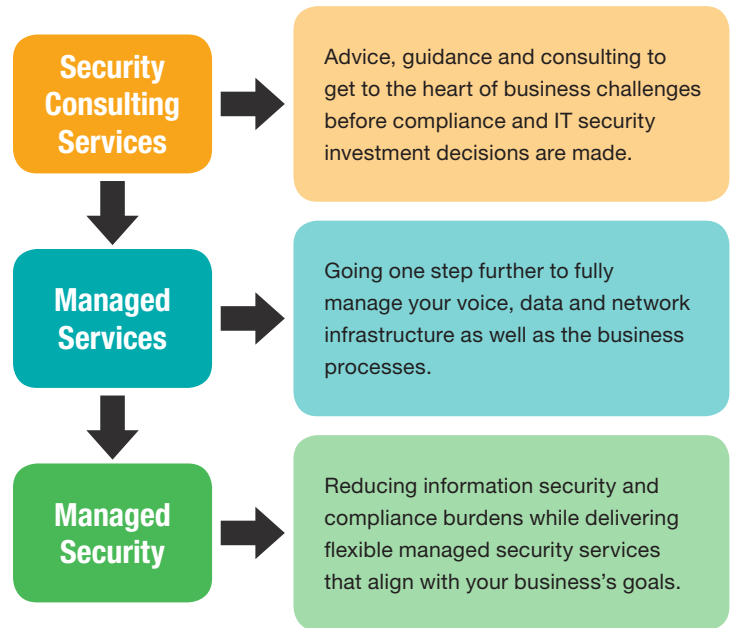 Security
Consulting
Services
Advice, guidance and consulting to
get to the heart of business challenges
before compliance and IT security
investment decisions are made.
Managed
Services
Going one step further to fully
manage your voice, data and network
infrastructure as well as the business
processes.
Managed
Security
Reducing information security and
compliance burdens while delivering
flexible managed security services
that align with your business’s goals.